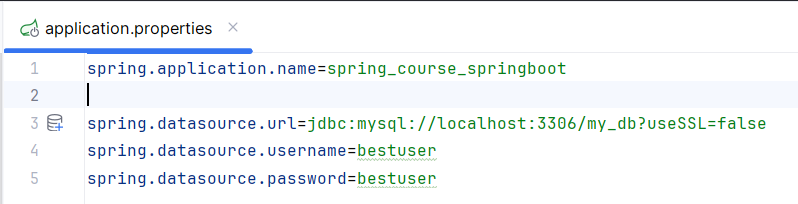 application.properties
1 spring.application.name=spring_course_springboot
2
3 spring.datasource.url=jdbc:mysql://localhost:3306/my_db?useSSL=false
4 spring.datasource.username=bestuser
5 spring.datasource.password=bestuser